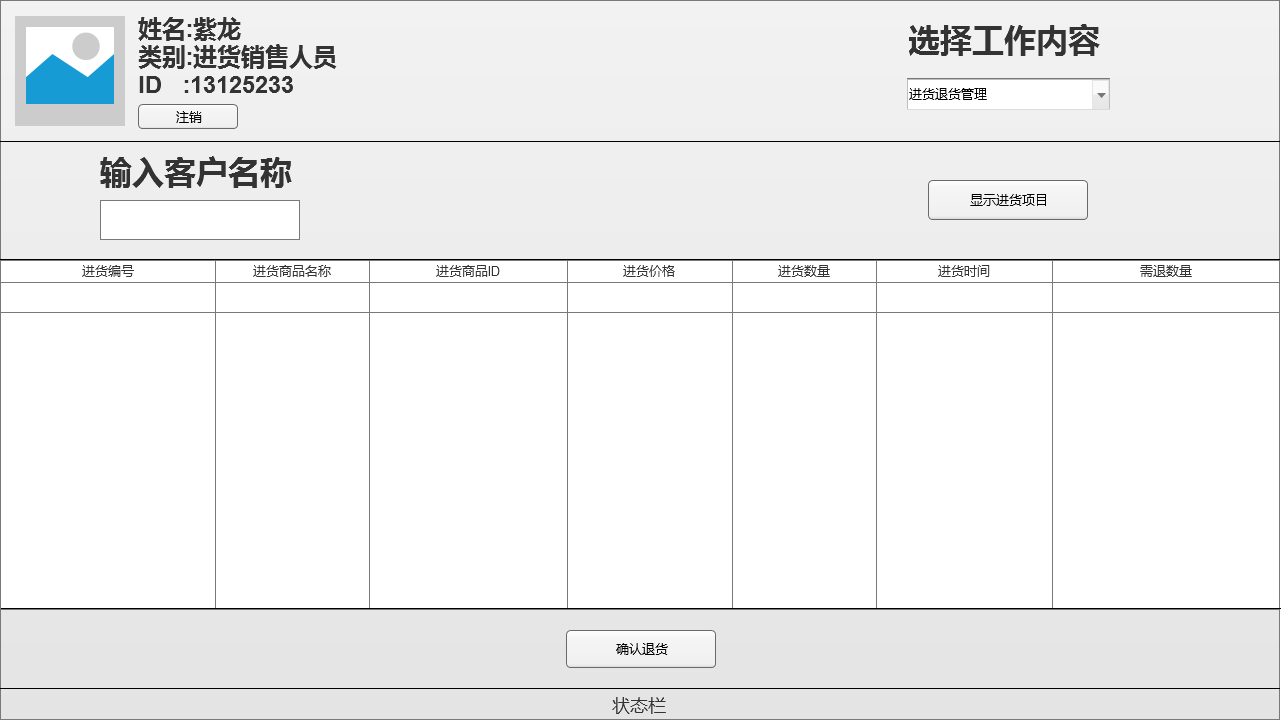 姓名:紫龙
类别:进货销售人员
ID :13125233
注销
选择工作内容
进货退货管理
输入客户名称
显示进货项目
进货编号 进货商品名称 进货商品ID 进货价格 进货数量 进货时间 需退数量
确认退货
状态栏